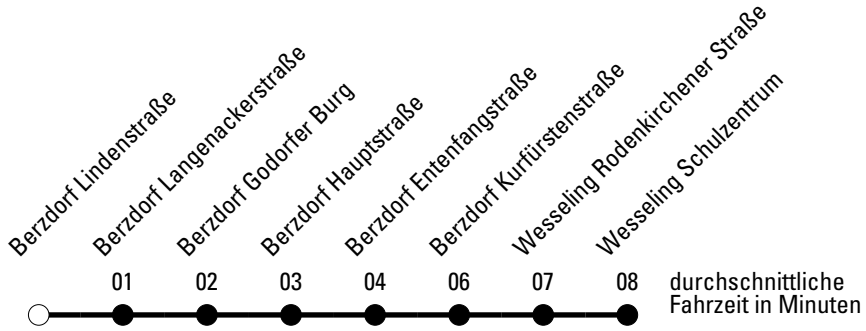 Berzdorf Lindenstraße
Berzdorf Langenackerstraße
Berzdorf Godorfer Burg
Berzdorf Hauptstraße
Berzdorf Entenfangstraße
Berzdorf Kurfürstenstraße
Wesseling Rodenkirchener Straße
Wesseling Schulzentrum
01 02 03 04 06 07 08
durchschnittliche
Fahrzeit in Minuten